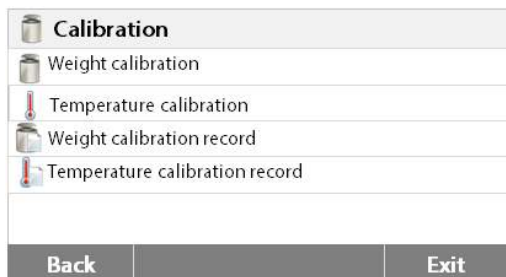 Calibration
Weight calibration
Temperature calibration
Weight calibration record
Temperature calibration record
Back Exit